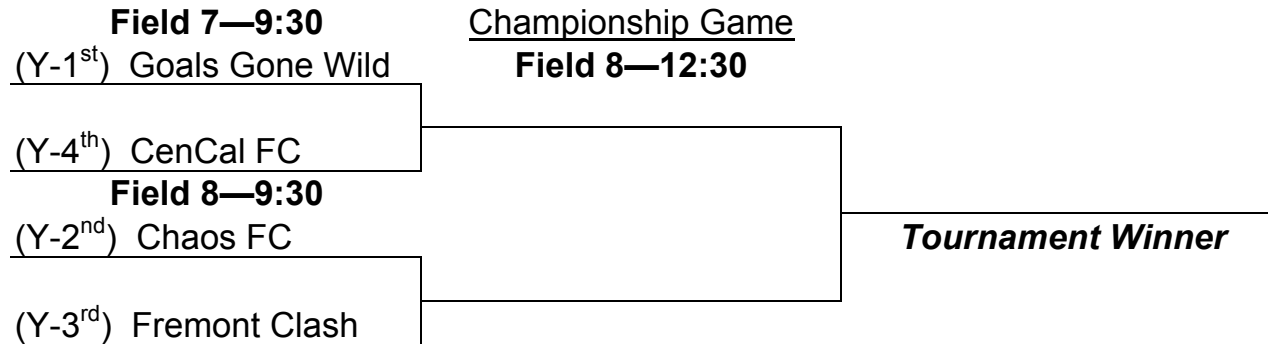 Field 7—9:30 Championship Game
(Y-1st) Goals Gone Wild Field 8—12:30
(Y-4th) CenCal FC
Field 8—9:30
(Y-2nd) Chaos FC Tournament Winner
(Y-3rd) Fremont Clash